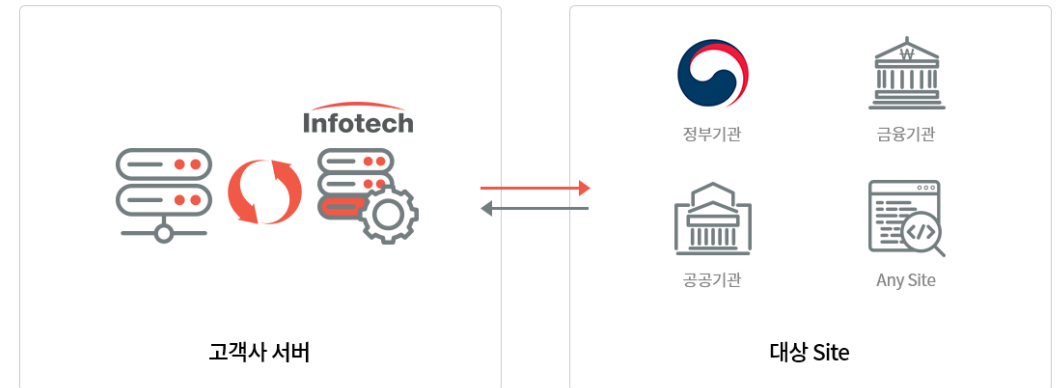 Infotech
고객사 서버
정부기관
금융기관
₩
공공기관
Any Site
</>
대상 Site